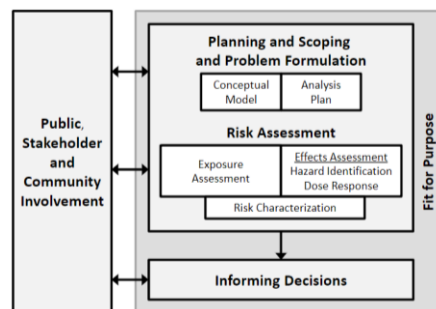 Public,
Stakeholder
and
Community
Involvement
Planning and Scoping
and Problem Formulation
Conceptual
Model
Analysis
Plan
Risk Assessment
Exposure
Assessment
Effects Assessment
Hazard Identification
Dose Response
Risk Characterization
Informing Decisions
Fit for Purpose